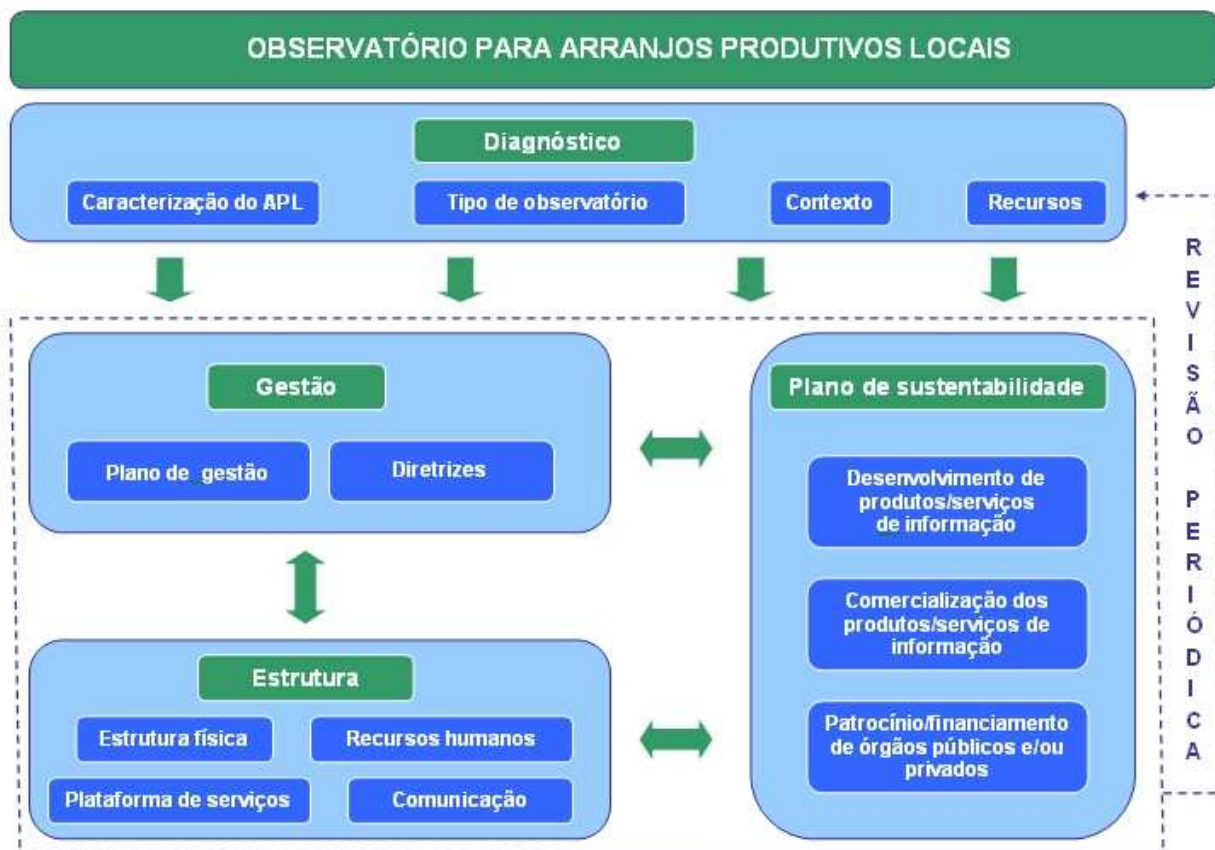 OBSERVATÓRIO PARA ARRANJOS PRODUTIVOS LOCAIS
Diagnóstico
Caracterização do APL
Tipo de observatório
Contexto
Recursos
Gestão
Plano de gestão
Diretrizes
Estrutura
Estrutura física
Recursos humanos
Plataforma de serviços
Comunicação
Plano de sustentabilidade
Desenvolvimento de
produtos/serviços
de informação
Comercialização dos
produtos/serviços de
informação
Patrocínio/financiamento
de órgãos públicos e/ou
privados
REVISÃO PERIÓDICA